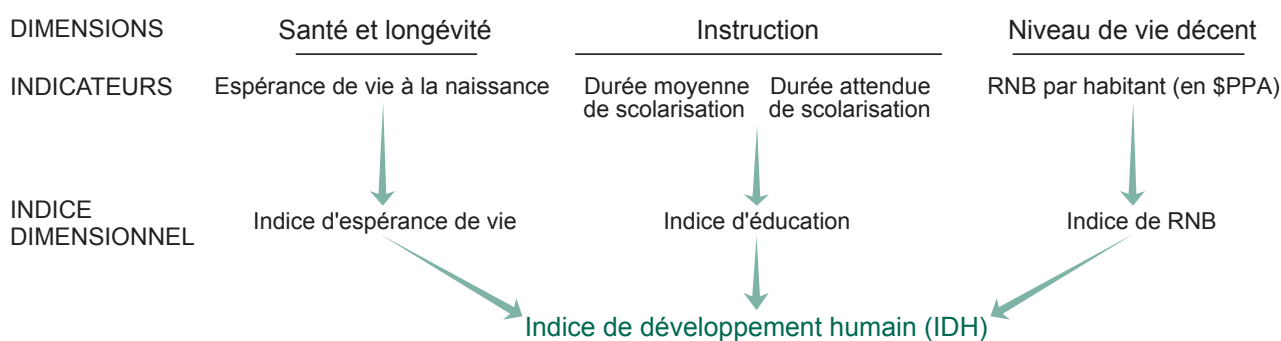 DIMENSIONS Santé et longévité Instruction Niveau de vie décent
INDICATEURS Espérance de vie à la naissance Durée moyenne Durée attendue RNB par habitant (en $PPA)
de scolarisation de scolarisation
INDICE
Indice d'espérance de vie Indice d'éducation Indice de RNB
DIMENSIONNEL
Indice de développement humain (IDH)